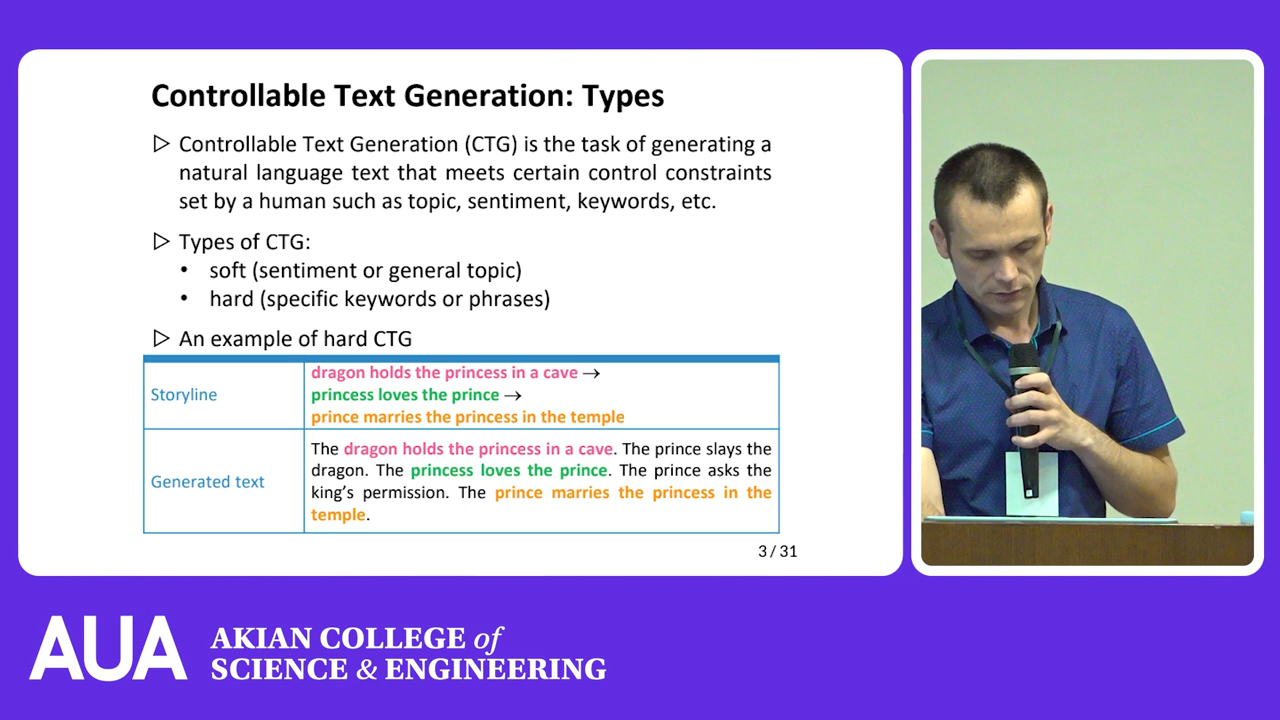 Controllable Text Generation: Types
▷ Controllable Text Generation (CTG) is the task of generating a
natural language text that meets certain control constraints
set by a human such as topic, sentiment, keywords, etc.
▷ Types of CTG:
• soft (sentiment or general topic)
• hard (specific keywords or phrases)
▷ An example of hard CTG
Storyline
dragon holds the princess in a cave →
princess loves the prince →
prince marries the princess in the temple
Generated text
The dragon holds the princess in a cave. The prince slays the
dragon. The princess loves the prince. The prince asks the
king's permission. The prince marries the princess in the
temple.
3 / 31
AUA
AKIAN COLLEGE of
SCIENCE & ENGINEERING